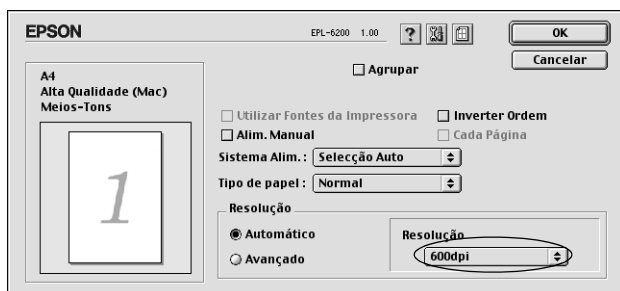 EPSON EPL-6200 1.00 ? OK
Cancelar
A4
Alta Qualidade (Mac)
Meios-Tons
1
Agrupar
Utilizar Fontes da Impressora Inverter Ordem
Alim. Manual Cada Página
Sistema Alim. : Selecção Auto
Tipo de papel : Normal
Resolução
Automático
Avançado
Resolução
600dpi